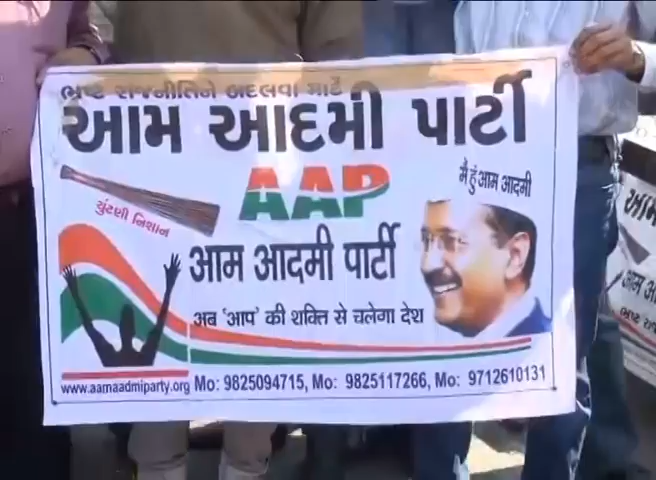 ભ્રષ્ટ રાજનીતિને બદલવા માટે
આમ આદમી પાર્ટી
AAP
मैं हुं आम आदमी
ચુંટણી નિશાન
આમ આદમી પાર્ટી
अब 'आप' की शक्ति से चलेगा देश
www.aamaadmiparty.org
Mo: 9825094715, Mo: 9825117266, Mo: 9712610131